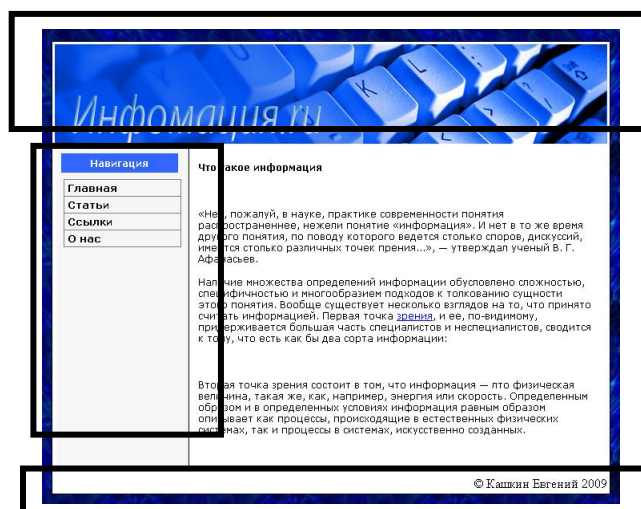 U
K
L
Инфомация.ru
Навигация
Главная
Статьи
Ссылки
О нас
Что такое информация
«Нет, пожалуй, в науке, практике современности понятия
распространеннее, нежели понятие «информация». И нет в то же время
другого понятия, по поводу которого ведется столько споров, дискуссий,
имеется столько различных точек прения...», — утверждал ученый В. Г.
Афанасьев.
Наличие множества определений информации обусловлено сложностью,
специфичностью и многообразием подходов к толкованию сущности
этого понятия. Вообще существует несколько взглядов на то, что принято
считать информацией. Первая точка зрения, и ее, по-видимому,
придерживается большая часть специалистов и неспециалистов, сводится
к тому, что есть как бы два сорта информации:
Вторая точка зрения состоит в том, что информация — лто физическая
величина, такая же, как, например, энергия или скорость. Определенным
образом и в определенных условиях информация равным образом
описывает как процессы, происходящие в естественных физических
системах, так и процессы в системах, искусственно созданных.
© Кашкин Евгений 2009